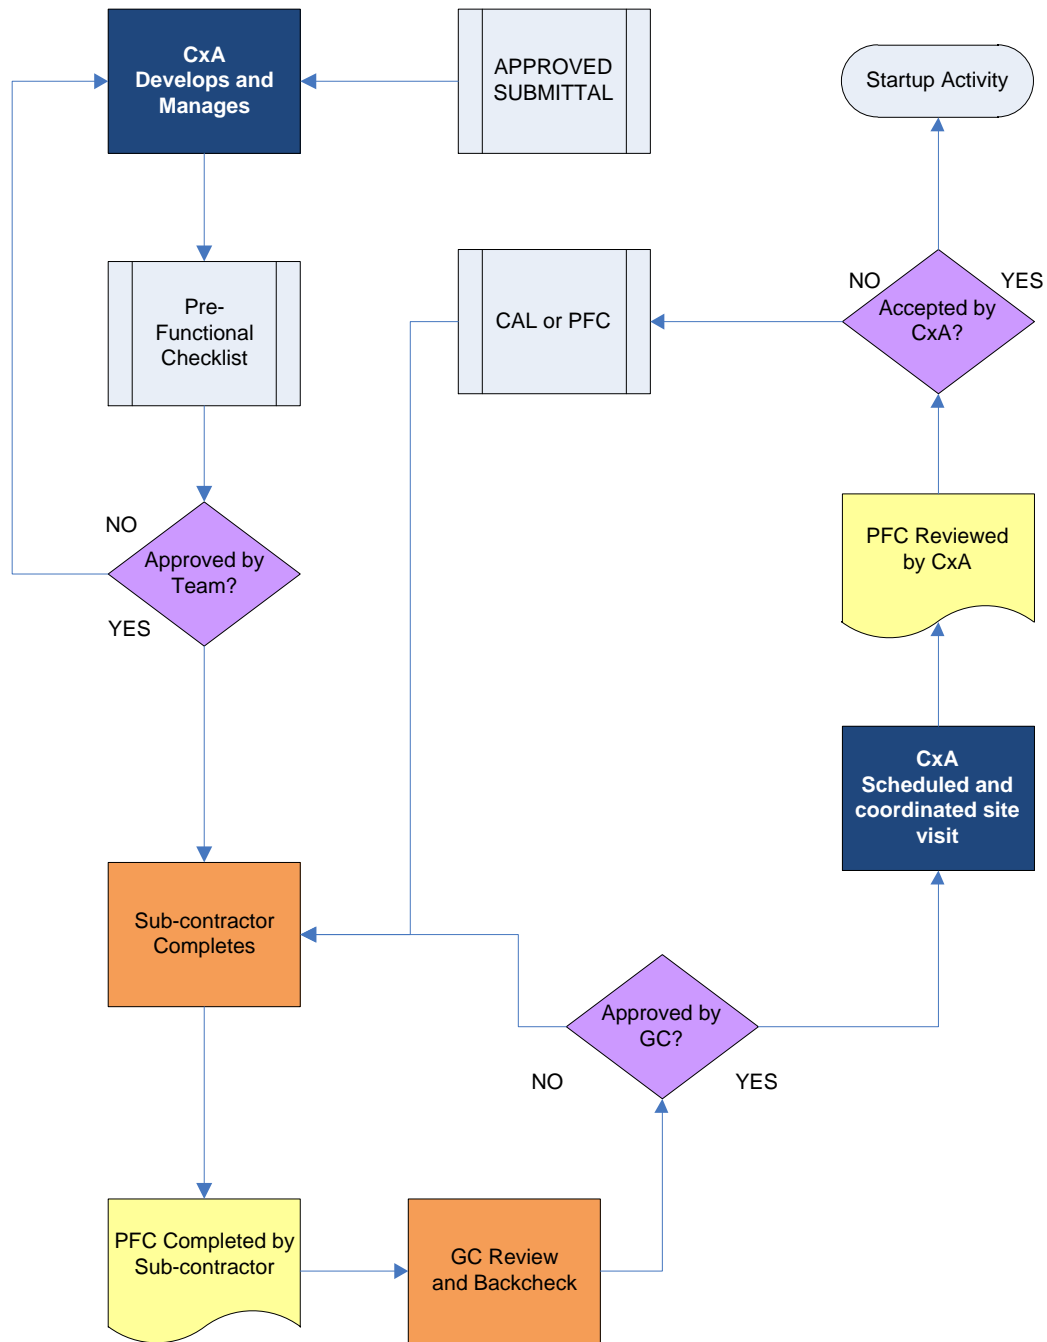 CxA
Develops and
Manages
APPROVED
SUBMITTAL
Startup Activity
Pre-
Functional
Checklist
CAL or PFC
NO
YES
Accepted by
CxA?
NO
Approved by
Team?
YES
PFC Reviewed
by CxA
CxA
Scheduled and
coordinated site
visit
Sub-contractor
Completes
Approved by
GC?
NO
YES
PFC Completed by
Sub-contractor
GC Review
and Backcheck